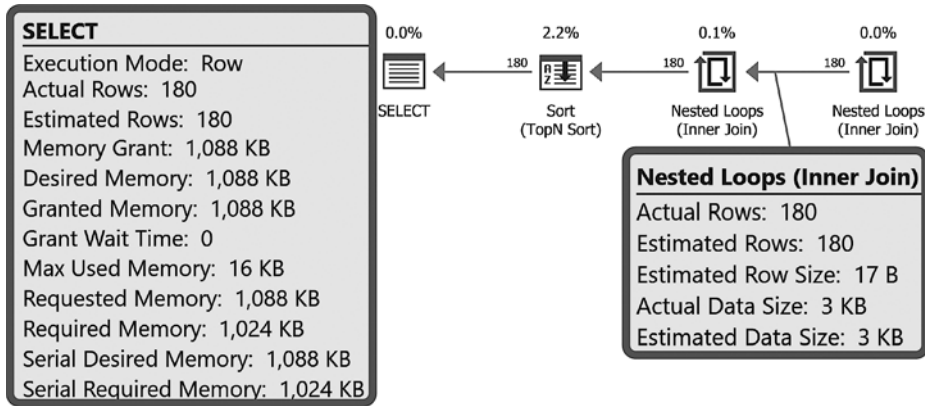 SELECT
Execution Mode: Row
Actual Rows: 180
Estimated Rows: 180
Memory Grant: 1,088 KB
Desired Memory: 1,088 KB
Granted Memory: 1,088 KB
Grant Wait Time: 0
Max Used Memory: 16 KB
Requested Memory: 1,088 KB
Required Memory: 1,024 KB
Serial Desired Memory: 1,088 KB
Serial Required Memory: 1,024 KB
0.0% 2.2% 0.1% 0.0%
180 180 180
A
Z
SELECT Sort Nested Loops Nested Loops
(TopN Sort) (Inner Join) (Inner Join)
Nested Loops (Inner Join)
Actual Rows: 180
Estimated Rows: 180
Estimated Row Size: 17 B
Actual Data Size: 3 KB
Estimated Data Size: 3 KB